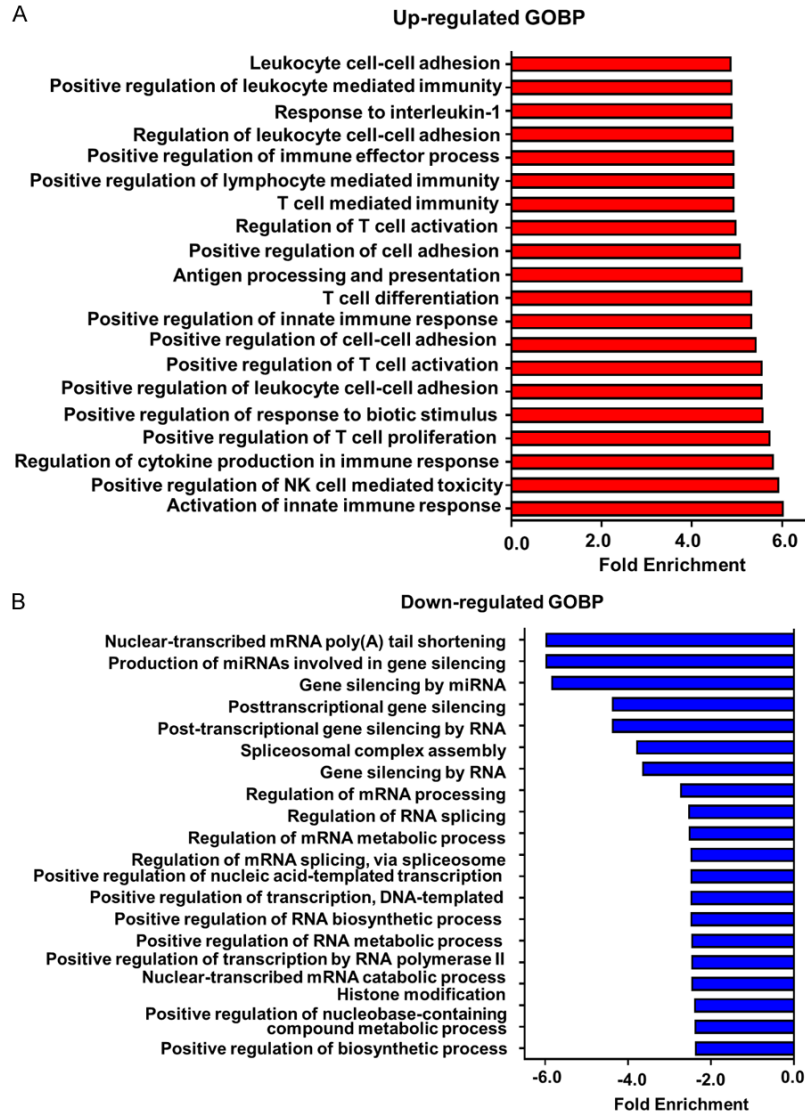 A
Up-regulated GOBP
Leukocyte cell-cell adhesion
Positive regulation of leukocyte mediated immunity
Response to interleukin-1
Regulation of leukocyte cell-cell adhesion
Positive regulation of immune effector process
Positive regulation of lymphocyte mediated immunity
T cell mediated immunity
Regulation of T cell activation
Positive regulation of cell adhesion
Antigen processing and presentation
T cell differentiation
Positive regulation of innate immune response
Positive regulation of cell-cell adhesion
Positive regulation of T cell activation
Positive regulation of leukocyte cell-cell adhesion
Positive regulation of response to biotic stimulus
Positive regulation of T cell proliferation
Regulation of cytokine production in immune response
Positive regulation of NK cell mediated toxicity
Activation of innate immune response
0.0 2.0 4.0 6.0
Fold Enrichment
B
Down-regulated GOBP
Nuclear-transcribed mRNA poly(A) tail shortening
Production of miRNAs involved in gene silencing
Gene silencing by miRNA
Posttranscriptional gene silencing
Post-transcriptional gene silencing by RNA
Spliceosomal complex assembly
Gene silencing by RNA
Regulation of mRNA processing
Regulation of RNA splicing
Regulation of mRNA metabolic process
Regulation of mRNA splicing, via spliceosome
Positive regulation of nucleic acid-templated transcription
Positive regulation of transcription, DNA-templated
Positive regulation of RNA biosynthetic process
Positive regulation of RNA metabolic process
Positive regulation of transcription by RNA polymerase II
Nuclear-transcribed mRNA catabolic process
Histone modification
Positive regulation of nucleobase-containing
compound metabolic process
Positive regulation of biosynthetic process
-6.0 -4.0 -2.0 0.0
Fold Enrichment